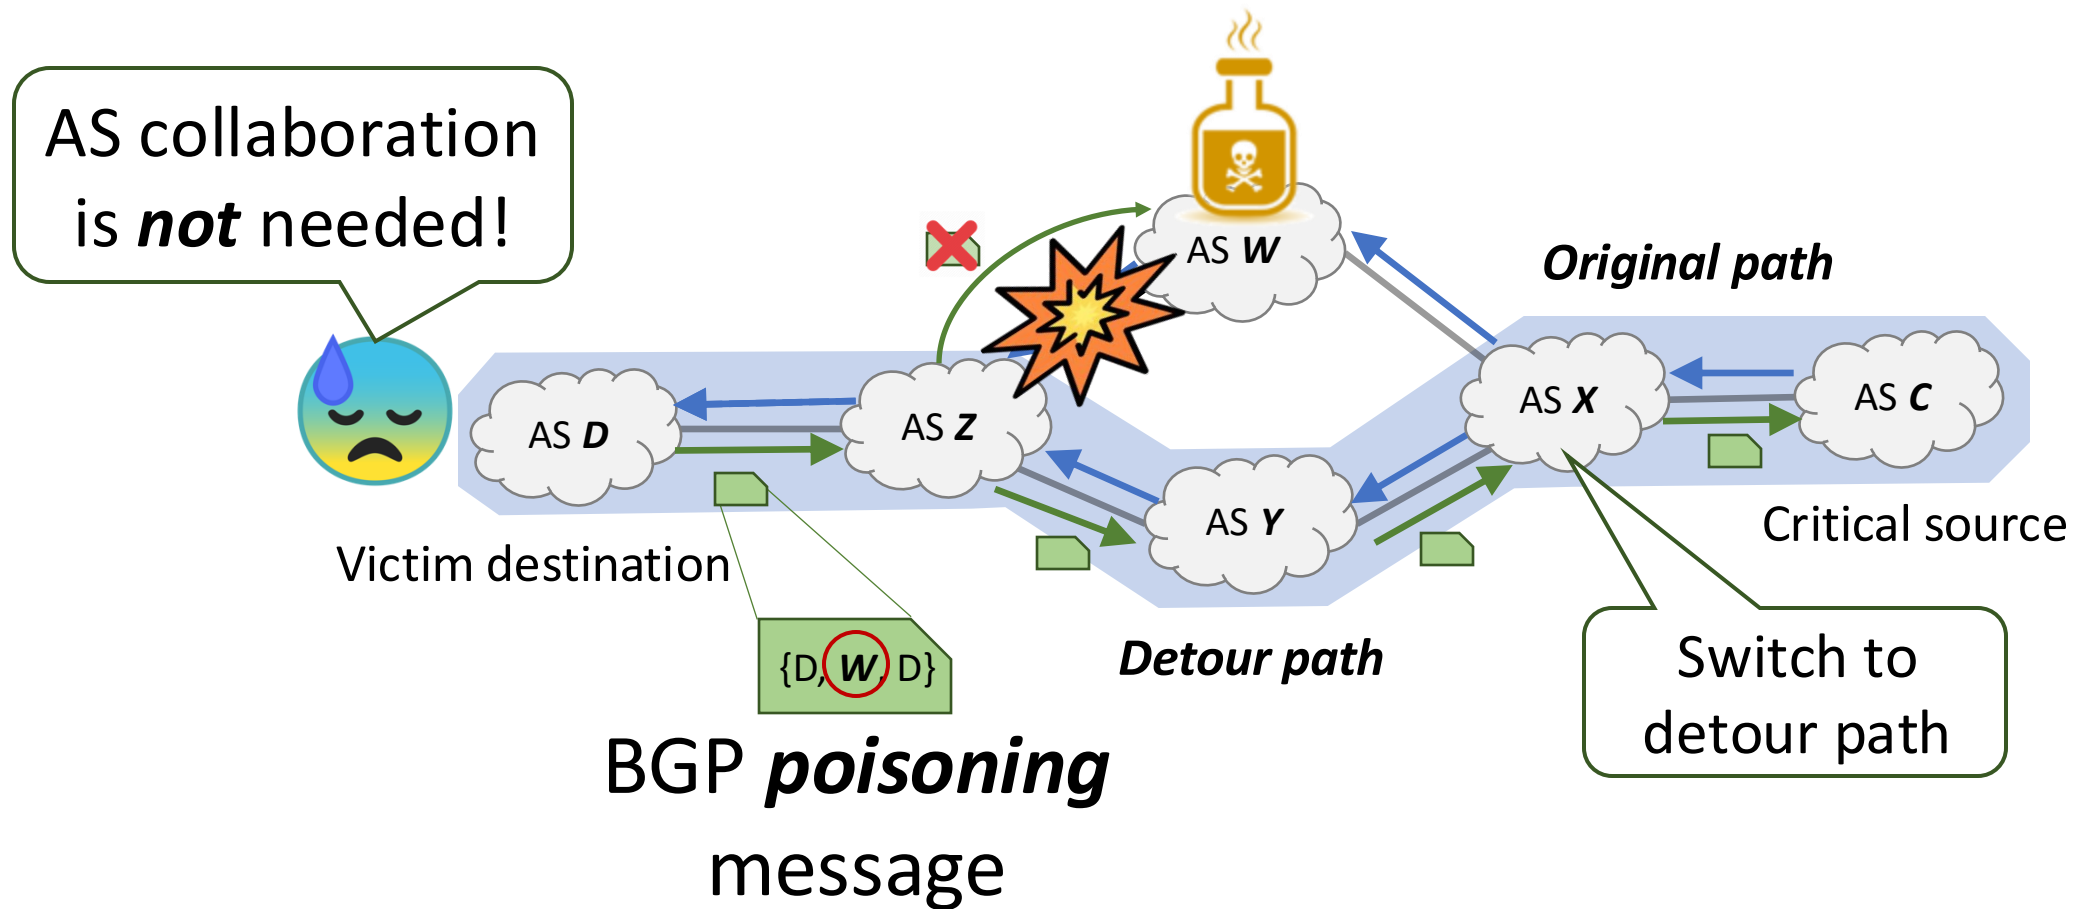 AS collaboration
is not needed!
AS W
Original path
AS D
AS Z
AS X
AS C
AS Y
Critical source
Victim destination
{D, W, D}
Detour path
Switch to
detour path
BGP poisoning
message